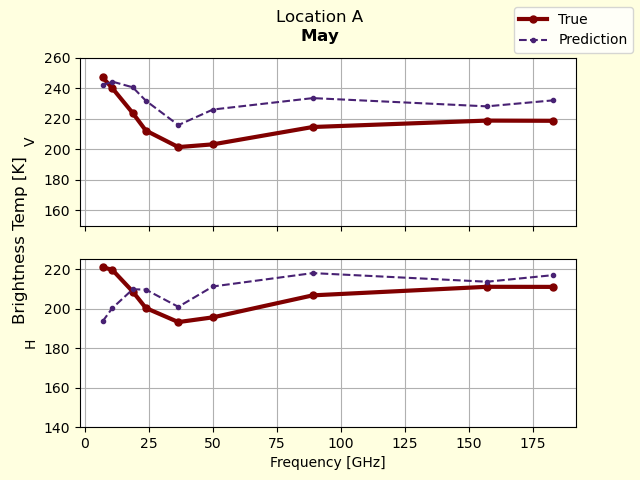 Location A
May
True
Prediction
260
240
220
200
180
160
V
Brightness Temp [K]
220
200
180
160
140
H
0
25
50
75
100
125
150
175
Frequency [GHz]